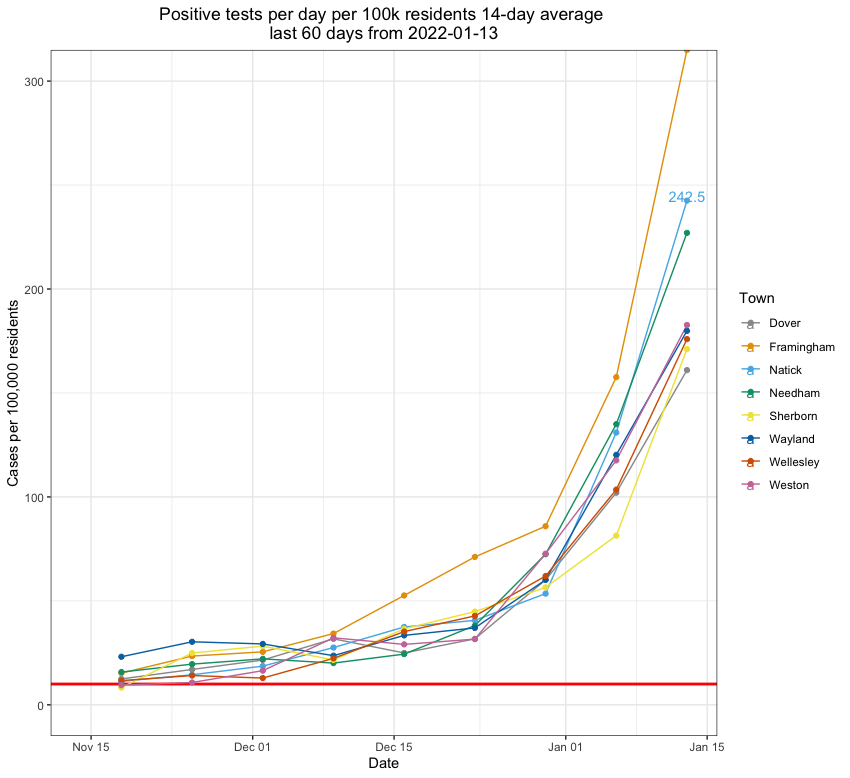 Positive tests per day per 100k residents 14-day average
last 60 days from 2022-01-13
300
200
100
0
Cases per 100,000 residents
242.5
Nov 15
Dec 01
Dec 15
Jan 01
Jan 15
Date
Town
a Dover
a Framingham
a Natick
a Needham
a Sherborn
a Wayland
a Wellesley
a Weston